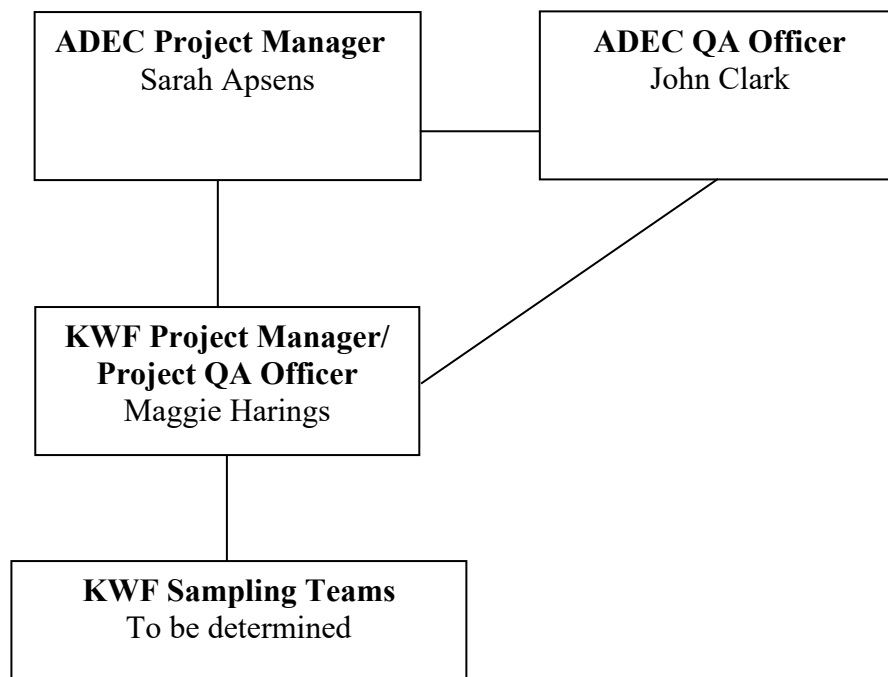 ADEC Project Manager
Sarah Apsens
ADEC QA Officer
John Clark
KWF Project Manager/
Project QA Officer
Maggie Harings
KWF Sampling Teams
To be determined